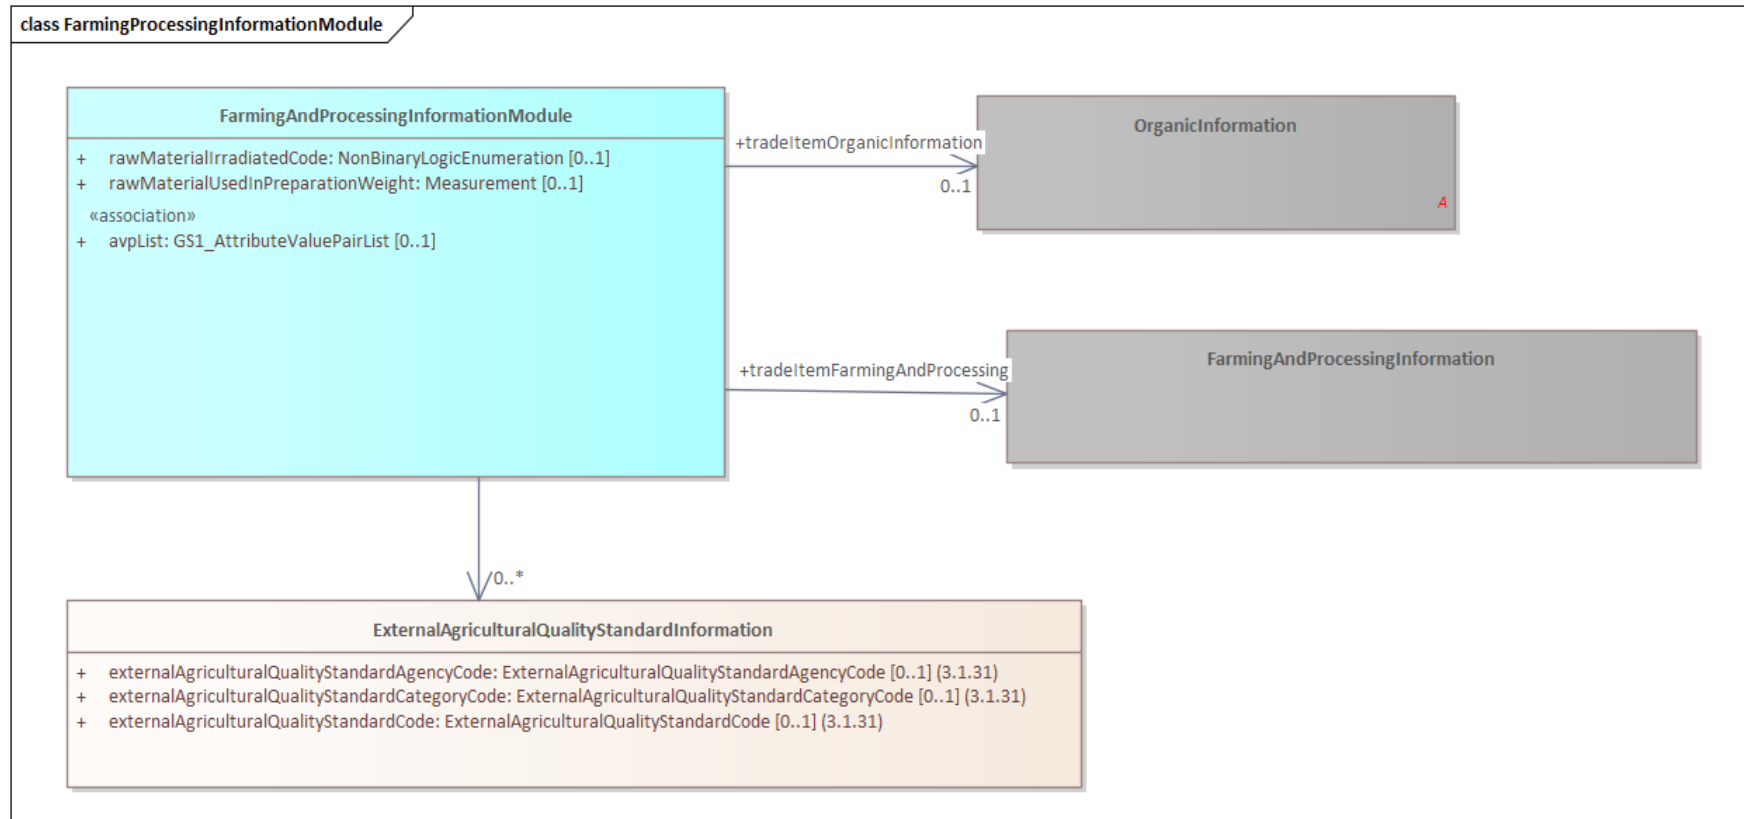 class FarmingProcessingInformationModule
FarmingAndProcessingInformationModule
+ rawMaterialIrradiatedCode: NonBinaryLogicEnumeration [0..1]
+ rawMaterialUsedInPreparationWeight: Measurement [0..1]
«association»
+ avpList: GS1_AttributeValuePairList [0..1]
+tradeItemOrganicInformation
0..1
OrganicInformation
A
+tradeItemFarmingAndProcessing
0..1
FarmingAndProcessingInformation
0..*
ExternalAgriculturalQualityStandardInformation
+ externalAgriculturalQualityStandardAgencyCode: ExternalAgriculturalQualityStandardAgencyCode [0..1] (3.1.31)
+ externalAgriculturalQualityStandardCategoryCode: ExternalAgriculturalQualityStandardCategoryCode [0..1] (3.1.31)
+ externalAgriculturalQualityStandardCode: ExternalAgriculturalQualityStandardCode [0..1] (3.1.31)